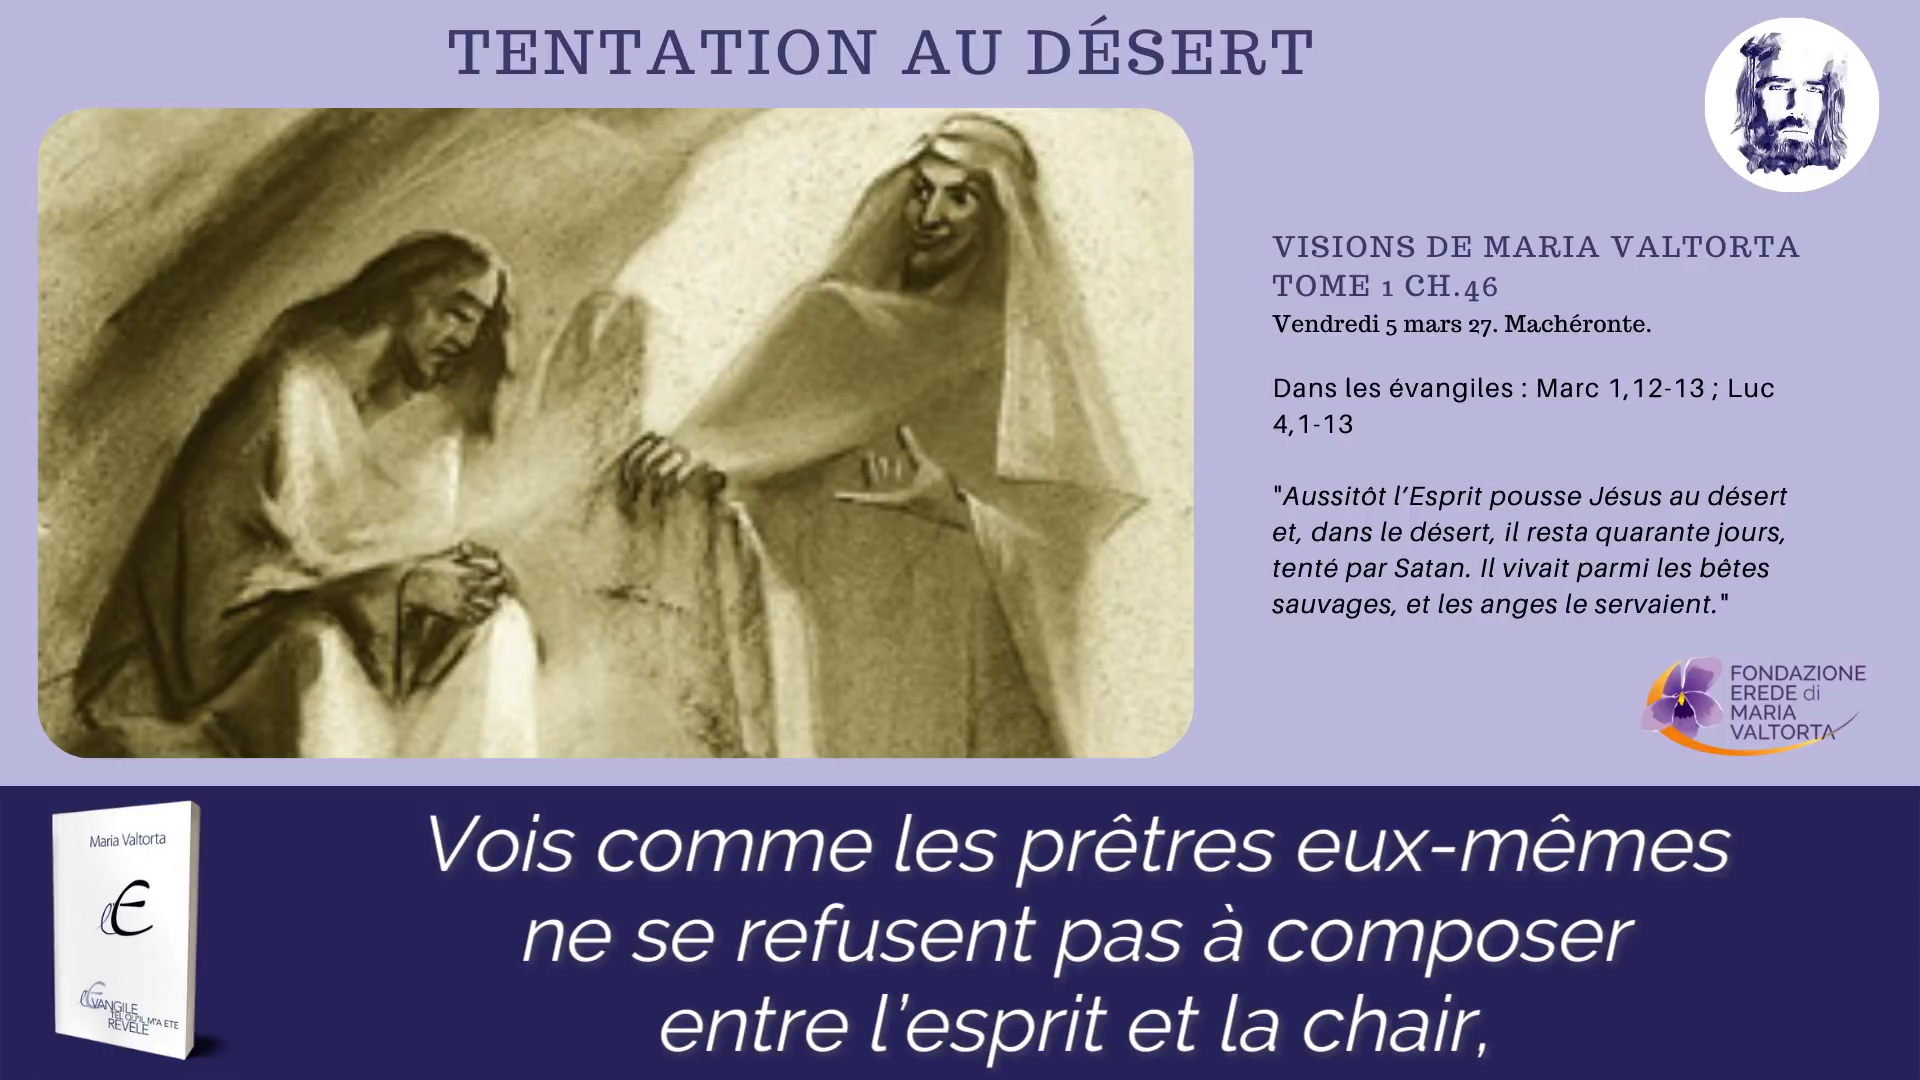 TENTATION AU DÉSERT
VISIONS DE MARIA VALTORTA
TOME 1 CH.46
Vendredi 5 mars 27. Machéronte.
Dans les évangiles : Marc 1,12-13 ; Luc
4,1-13
"Aussitôt l’Esprit pousse Jésus au désert
et, dans le désert, il resta quarante jours,
tenté par Satan. Il vivait parmi les bêtes
sauvages, et les anges le servaient."
FONDAZIONE
EREDE di
MARIA
VALTORTA
Maria Valtorta
l'E
l'EVANGILE
TEL QU'IL M'A ETE
REVELE
Vois comme les prêtres eux-mêmes
ne se refusent pas à composer
entre l’esprit et la chair,